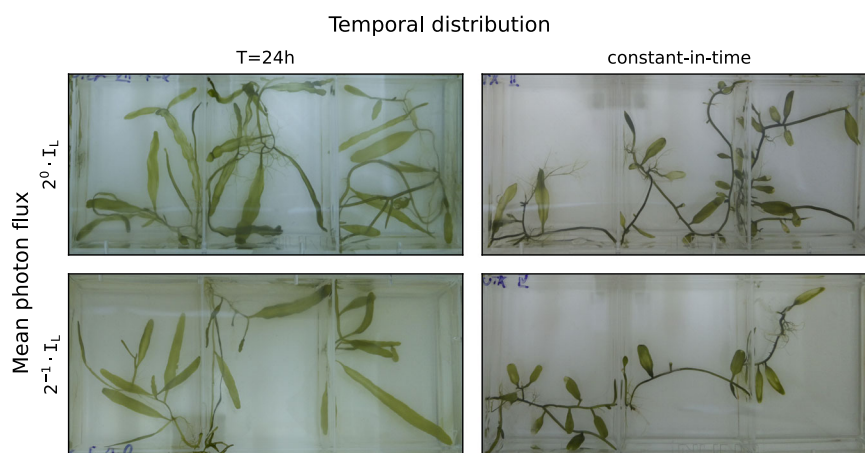 Temporal distribution
T=24h
constant-in-time
Mean photon flux
2⁰ · I_L
2⁻¹ · I_L